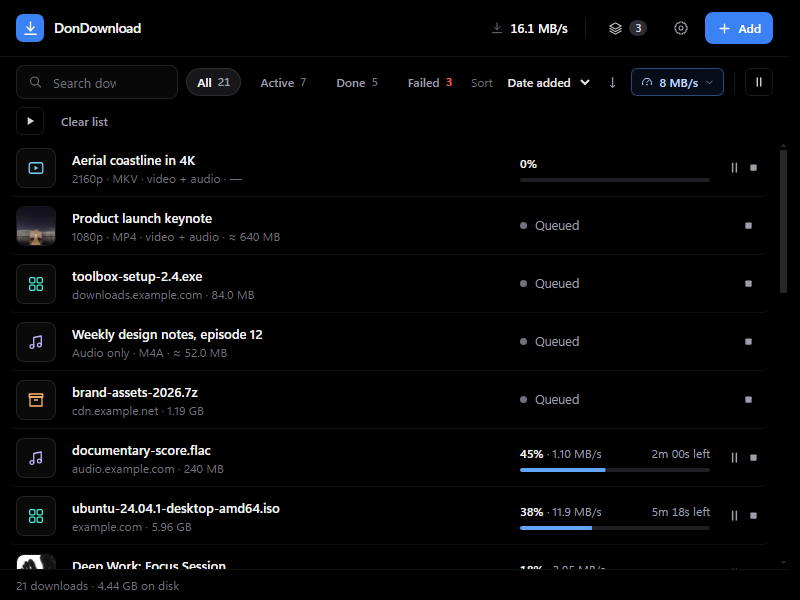 DonDownload
16.1 MB/s
3
Add
Search dow
All 21
Active 7
Done 5
Failed 3
Sort
Date added
8 MB/s
Clear list
Aerial coastline in 4K
2160p · MKV · video + audio · —
0%
Product launch keynote
1080p · MP4 · video + audio · ≈ 640 MB
Queued
toolbox-setup-2.4.exe
downloads.example.com · 84.0 MB
Queued
Weekly design notes, episode 12
Audio only · M4A · ≈ 52.0 MB
Queued
brand-assets-2026.7z
cdn.example.net · 1.19 GB
Queued
documentary-score.flac
audio.example.com · 240 MB
45% · 1.10 MB/s
2m 00s left
ubuntu-24.04.1-desktop-amd64.iso
example.com · 5.96 GB
38% · 11.9 MB/s
5m 18s left
Deep Work: Focus Session
21 downloads · 4.44 GB on disk